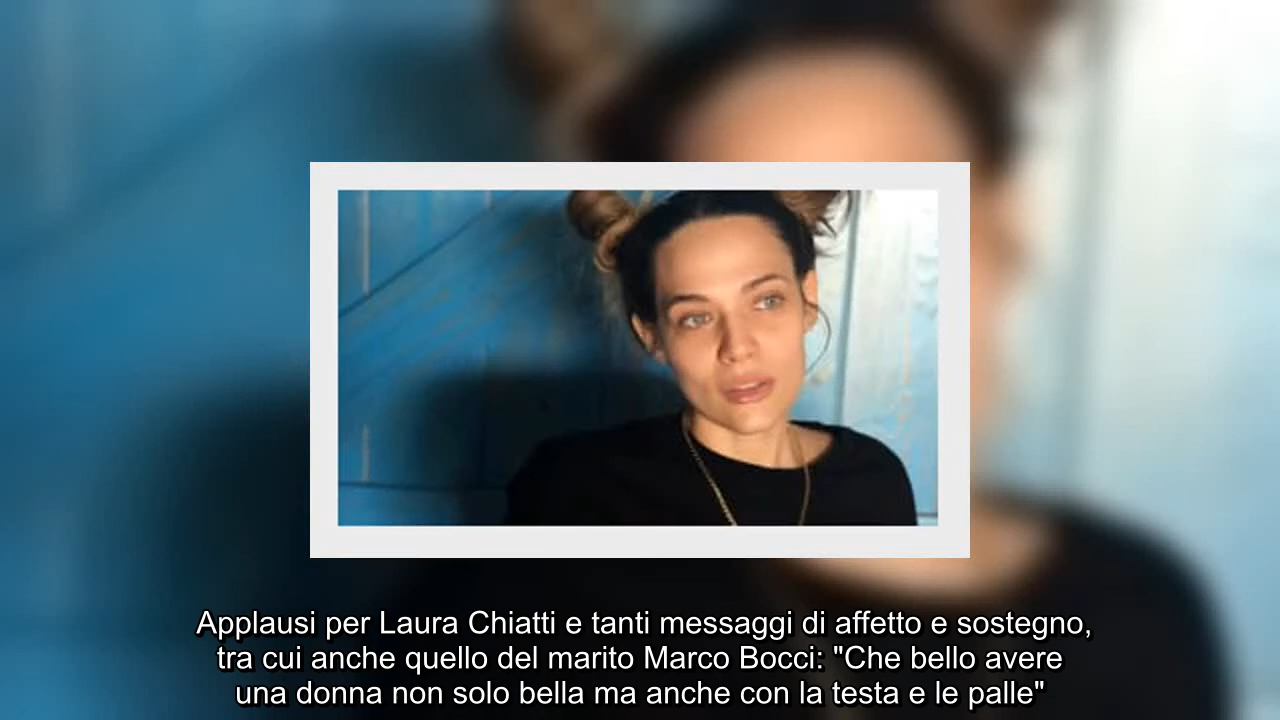 Applausi per Laura Chiatti e tanti messaggi di affetto e sostegno,
tra cui anche quello del marito Marco Bocci: "Che bello avere
una donna non solo bella ma anche con la testa e le palle"